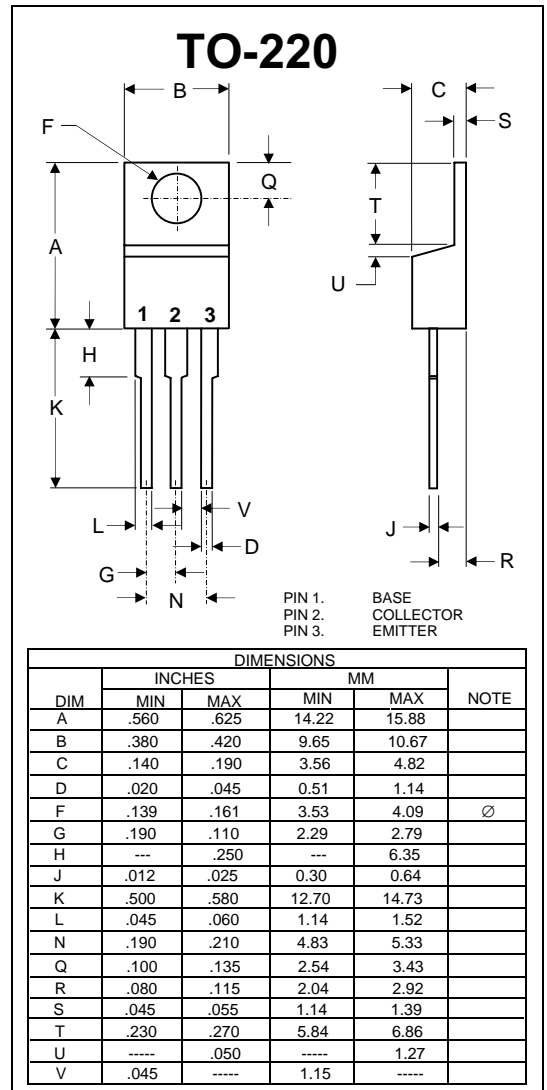 TO-220
B
C
F
S
Q
T
A
U
1 2 3
H
K
V
L
J
D
R
G
N
PIN 1. BASE
PIN 2. COLLECTOR
PIN 3. EMITTER
DIMENSIONS
INCHES MM
DIM MIN MAX MIN MAX NOTE
A .560 .625 14.22 15.88
B .380 .420 9.65 10.67
C .140 .190 3.56 4.82
D .020 .045 0.51 1.14
F .139 .161 3.53 4.09 ∅
G .190 .110 2.29 2.79
H --- .250 --- 6.35
J .012 .025 0.30 0.64
K .500 .580 12.70 14.73
L .045 .060 1.14 1.52
N .190 .210 4.83 5.33
Q .100 .135 2.54 3.43
R .080 .115 2.04 2.92
S .045 .055 1.14 1.39
T .230 .270 5.84 6.86
U ----- .050 ----- 1.27
V .045 ----- 1.15 -----